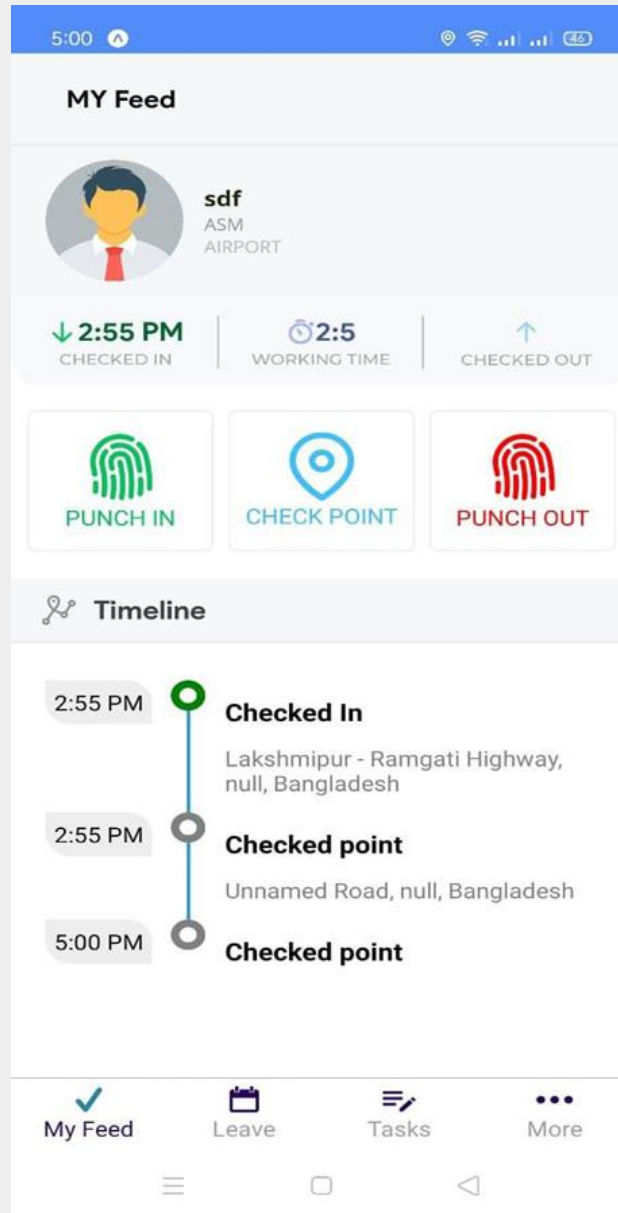 5:00
46
MY Feed
sdf
ASM
AIRPORT
2:55 PM
CHECKED IN
2:5
WORKING TIME
CHECKED OUT
PUNCH IN
CHECK POINT
PUNCH OUT
Timeline
2:55 PM
Checked In
Lakshmipur - Ramgati Highway,
null, Bangladesh
2:55 PM
Checked point
Unnamed Road, null, Bangladesh
5:00 PM
Checked point
My Feed
Leave
Tasks
More